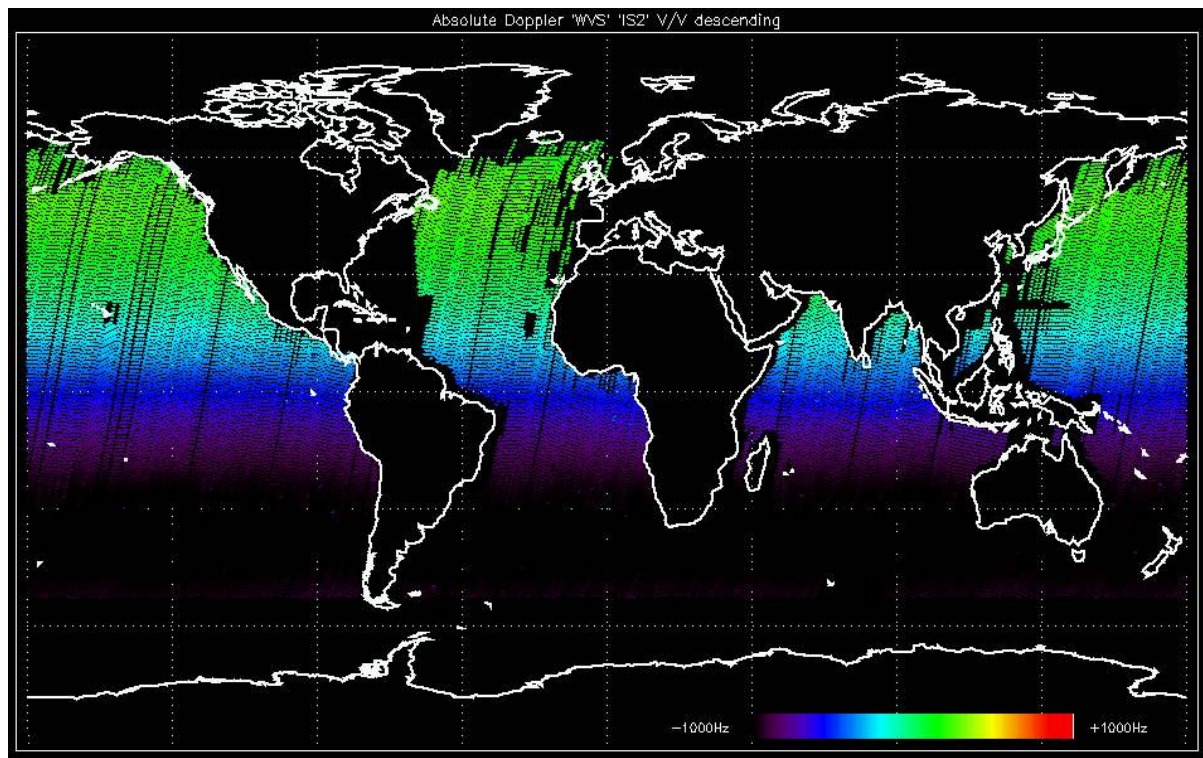 Absolute Doppler 'WVS' 'IS2' V/V descending
-1000Hz +1000Hz